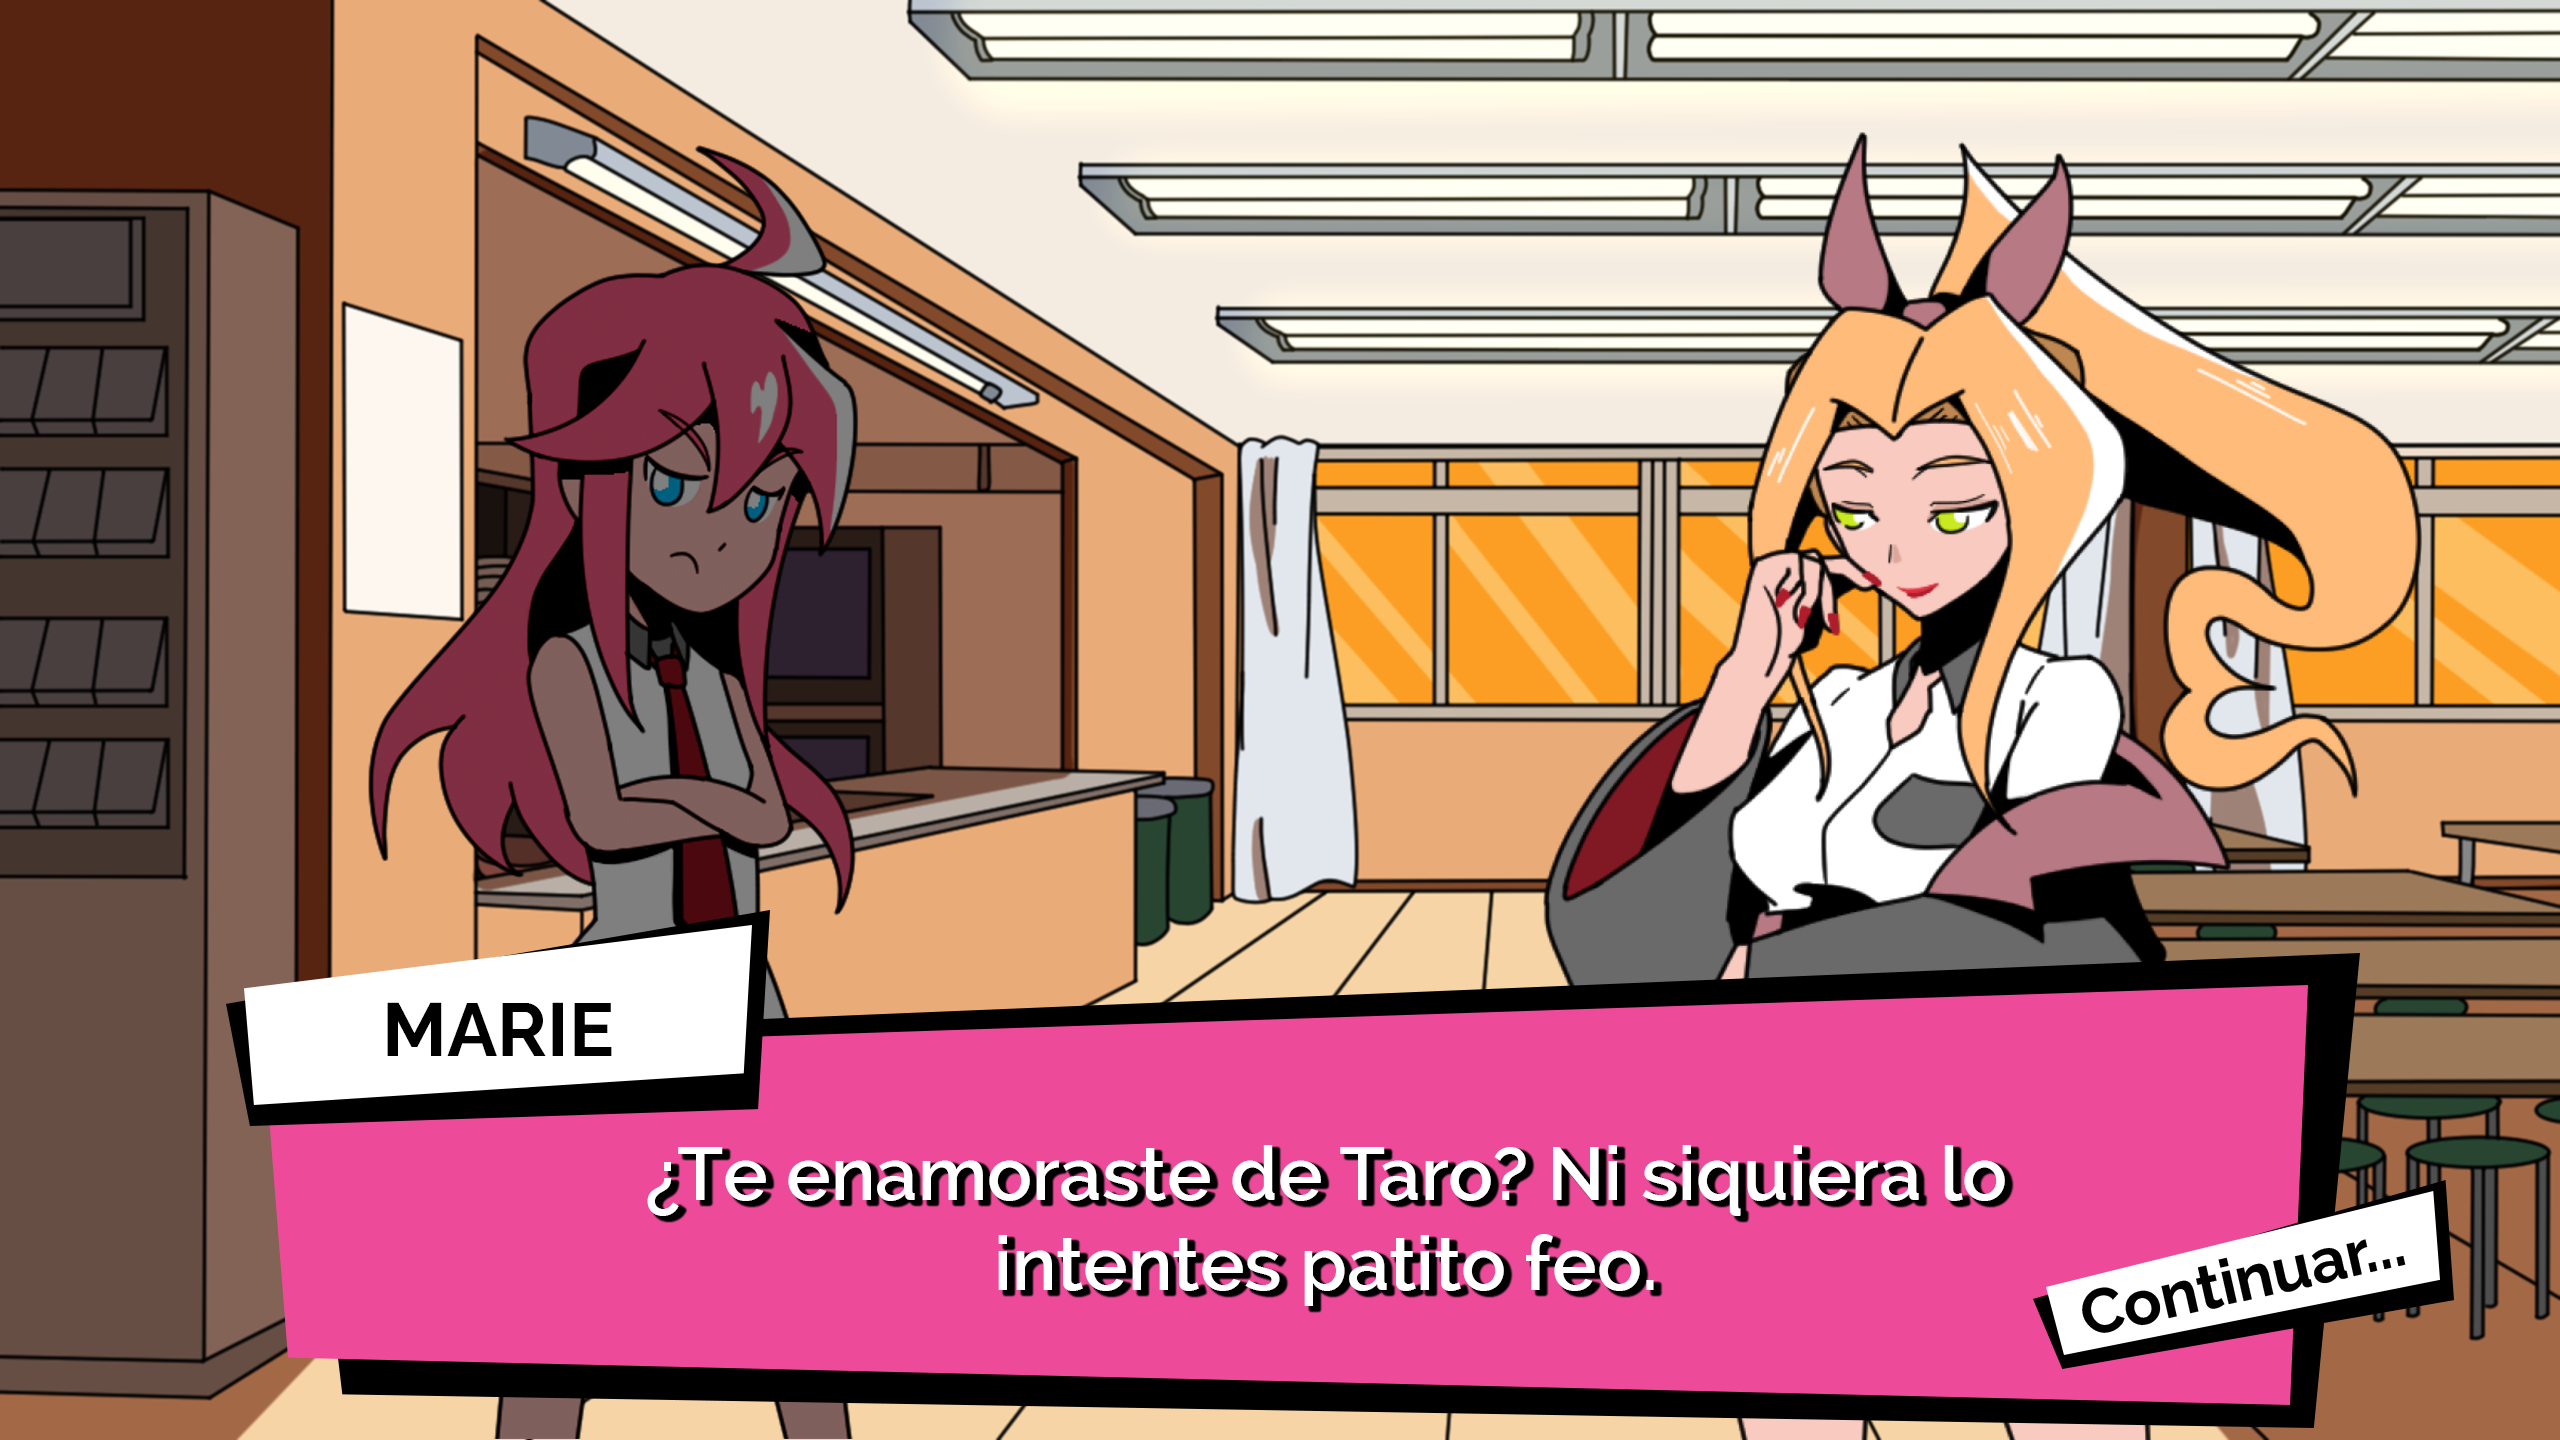 MARIE
¿Te enamoraste de Taro? Ni siquiera lo
intentes patito feo.
Continuar...